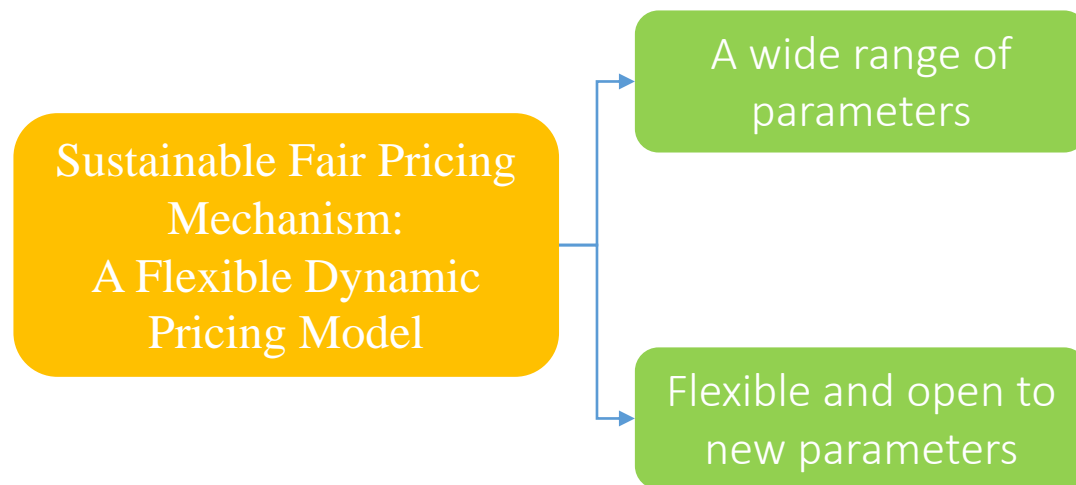 Sustainable Fair Pricing
Mechanism:
A Flexible Dynamic
Pricing Model
A wide range of
parameters
Flexible and open to
new parameters